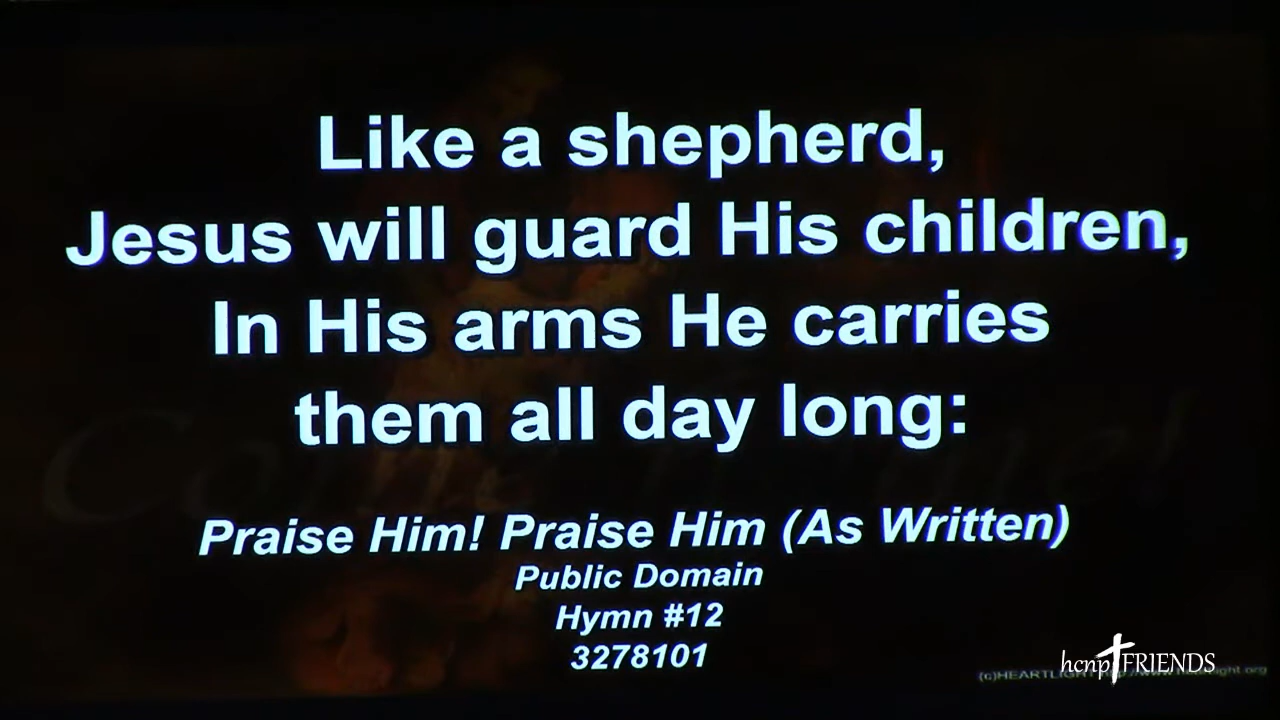 Like a shepherd,
Jesus will guard His children,
In His arms He carries
them all day long:
Praise Him! Praise Him (As Written)
Public Domain
Hymn #12
3278101
hcnp FRIENDS
(c)HEARTLIGHT